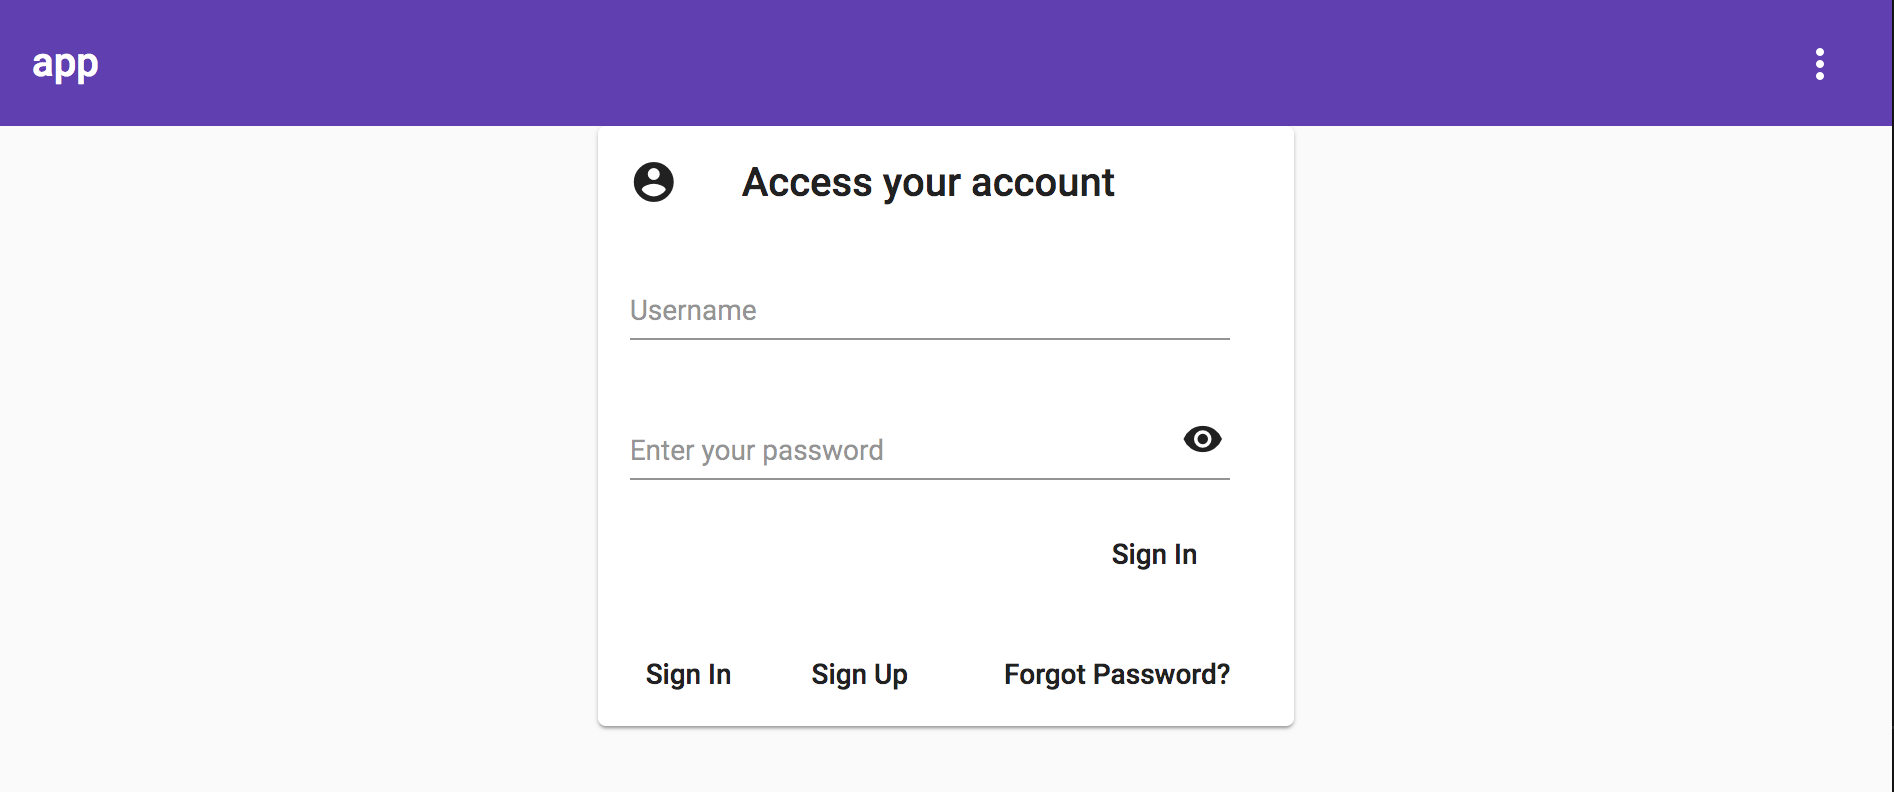 app
Access your account
Username
Enter your password
Sign In
Sign In Sign Up Forgot Password?